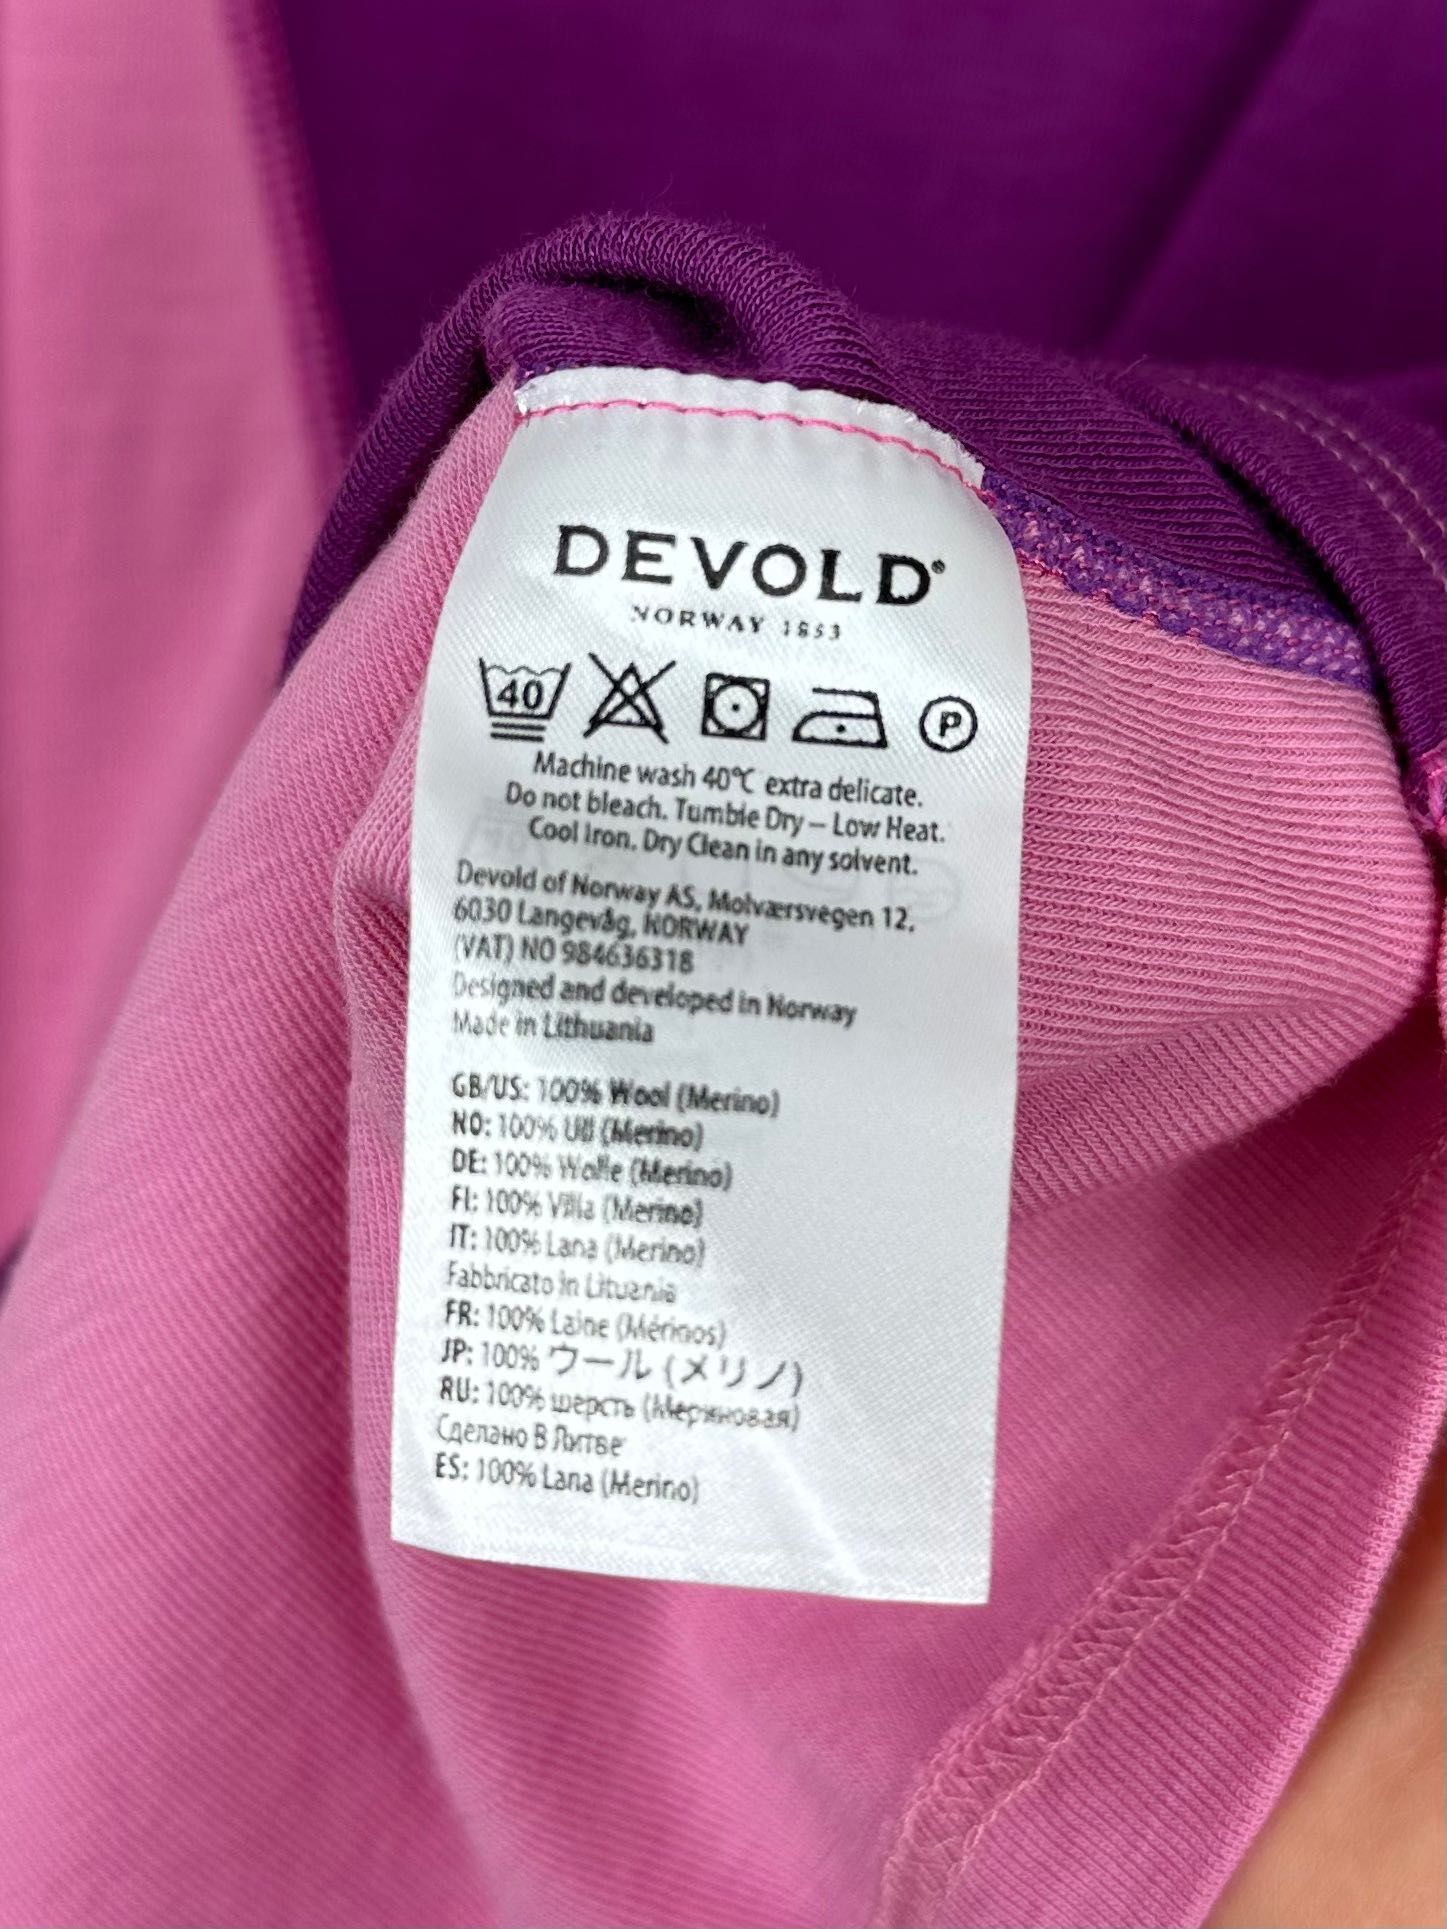 DEVOLD®
NORWAY 1853
40
P
Machine wash 40℃ extra delicate.
Do not bleach. Tumble Dry – Low Heat.
Cool Iron. Dry Clean in any solvent.
Devold of Norway AS, Molværsvegen 12,
6030 Langevåg, NORWAY
(VAT) NO 984636318
Designed and developed in Norway
Made in Lithuania
GB/US: 100% Wool (Merino)
NO: 100% Ull (Merino)
DE: 100% Wolle (Merino)
FI: 100% Villa (Merino)
IT: 100% Lana (Merino)
Fabbricato in Lituania
FR: 100% Laine (Mérinos)
JP: 100% ウール (メリノ)
RU: 100% шерсть (Мериновая)
Сделано В Литве
ES: 100% Lana (Merino)